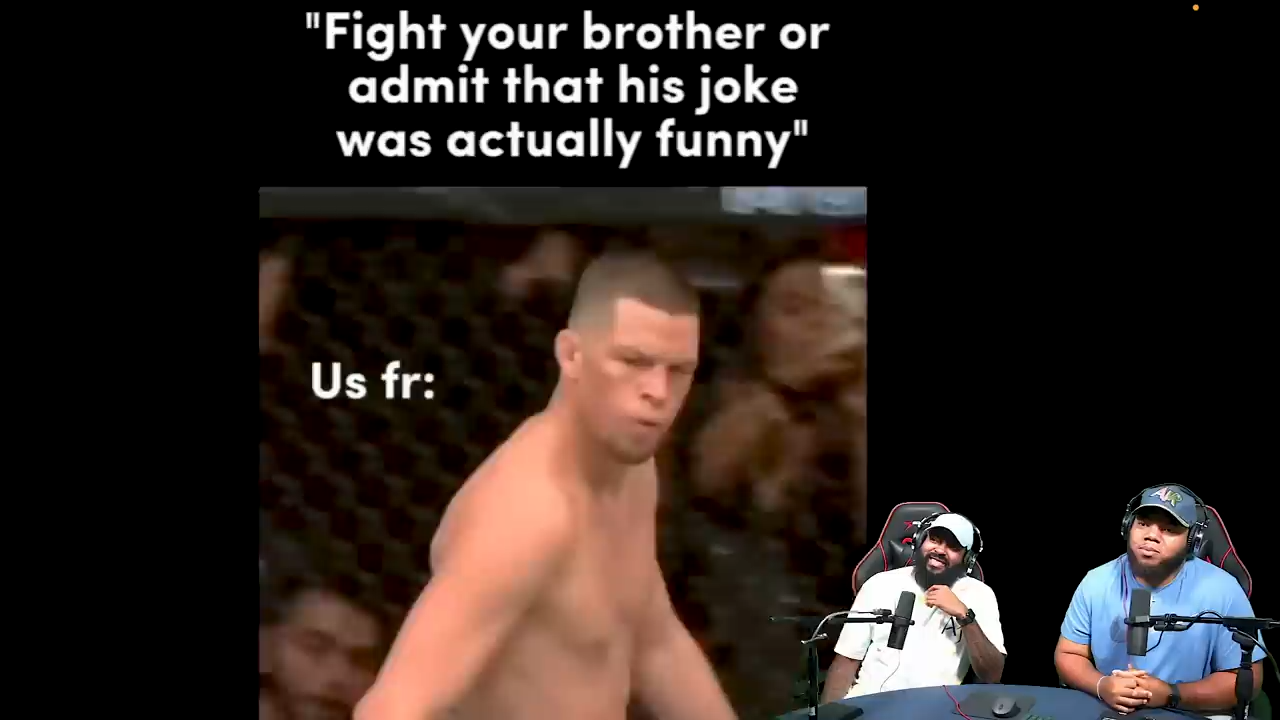 "Fight your brother or
admit that his joke
was actually funny"
Us fr: